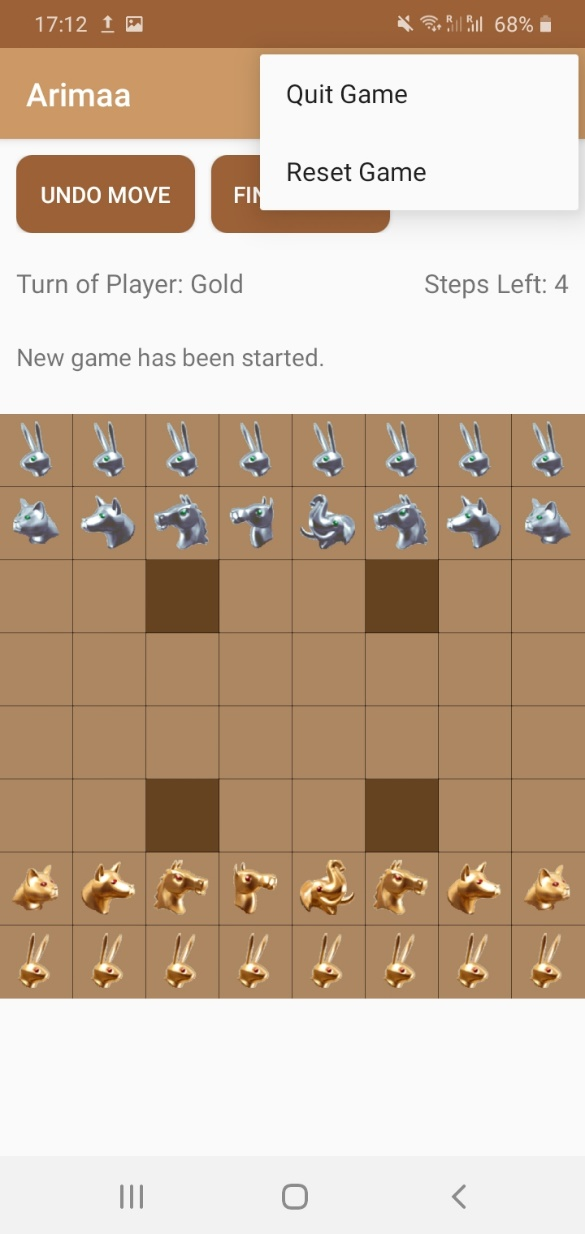 17:12
R R 68%
Arimaa
Quit Game
Reset Game
UNDO MOVE
Turn of Player: Gold
Steps Left: 4
New game has been started.